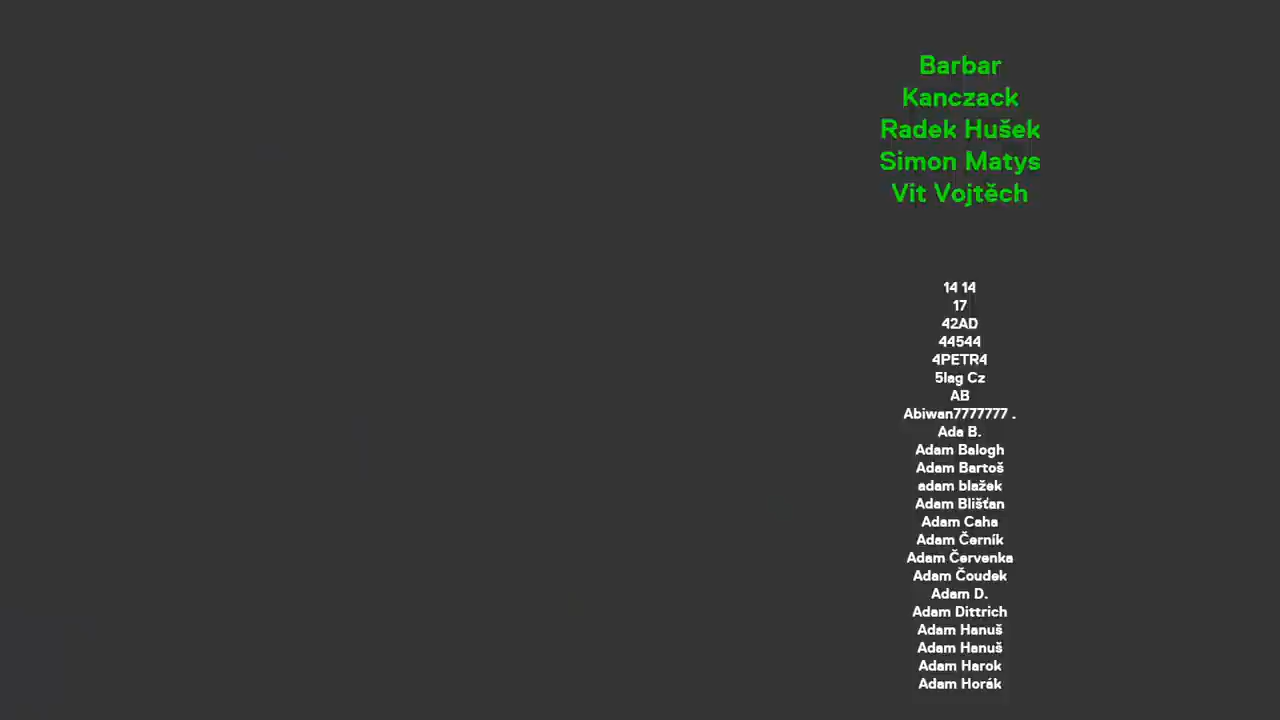 Barbar
Kanczack
Radek Hušek
Simon Matys
Vit Vojtěch
14 14
17
42AD
44544
4PETR4
5lag Cz
AB
Abiwan7777777 .
Ada B.
Adam Balogh
Adam Bartoš
adam blažek
Adam Blišťan
Adam Caha
Adam Černík
Adam Červenka
Adam Čoudek
Adam D.
Adam Dittrich
Adam Hanuš
Adam Hanuš
Adam Harok
Adam Horák